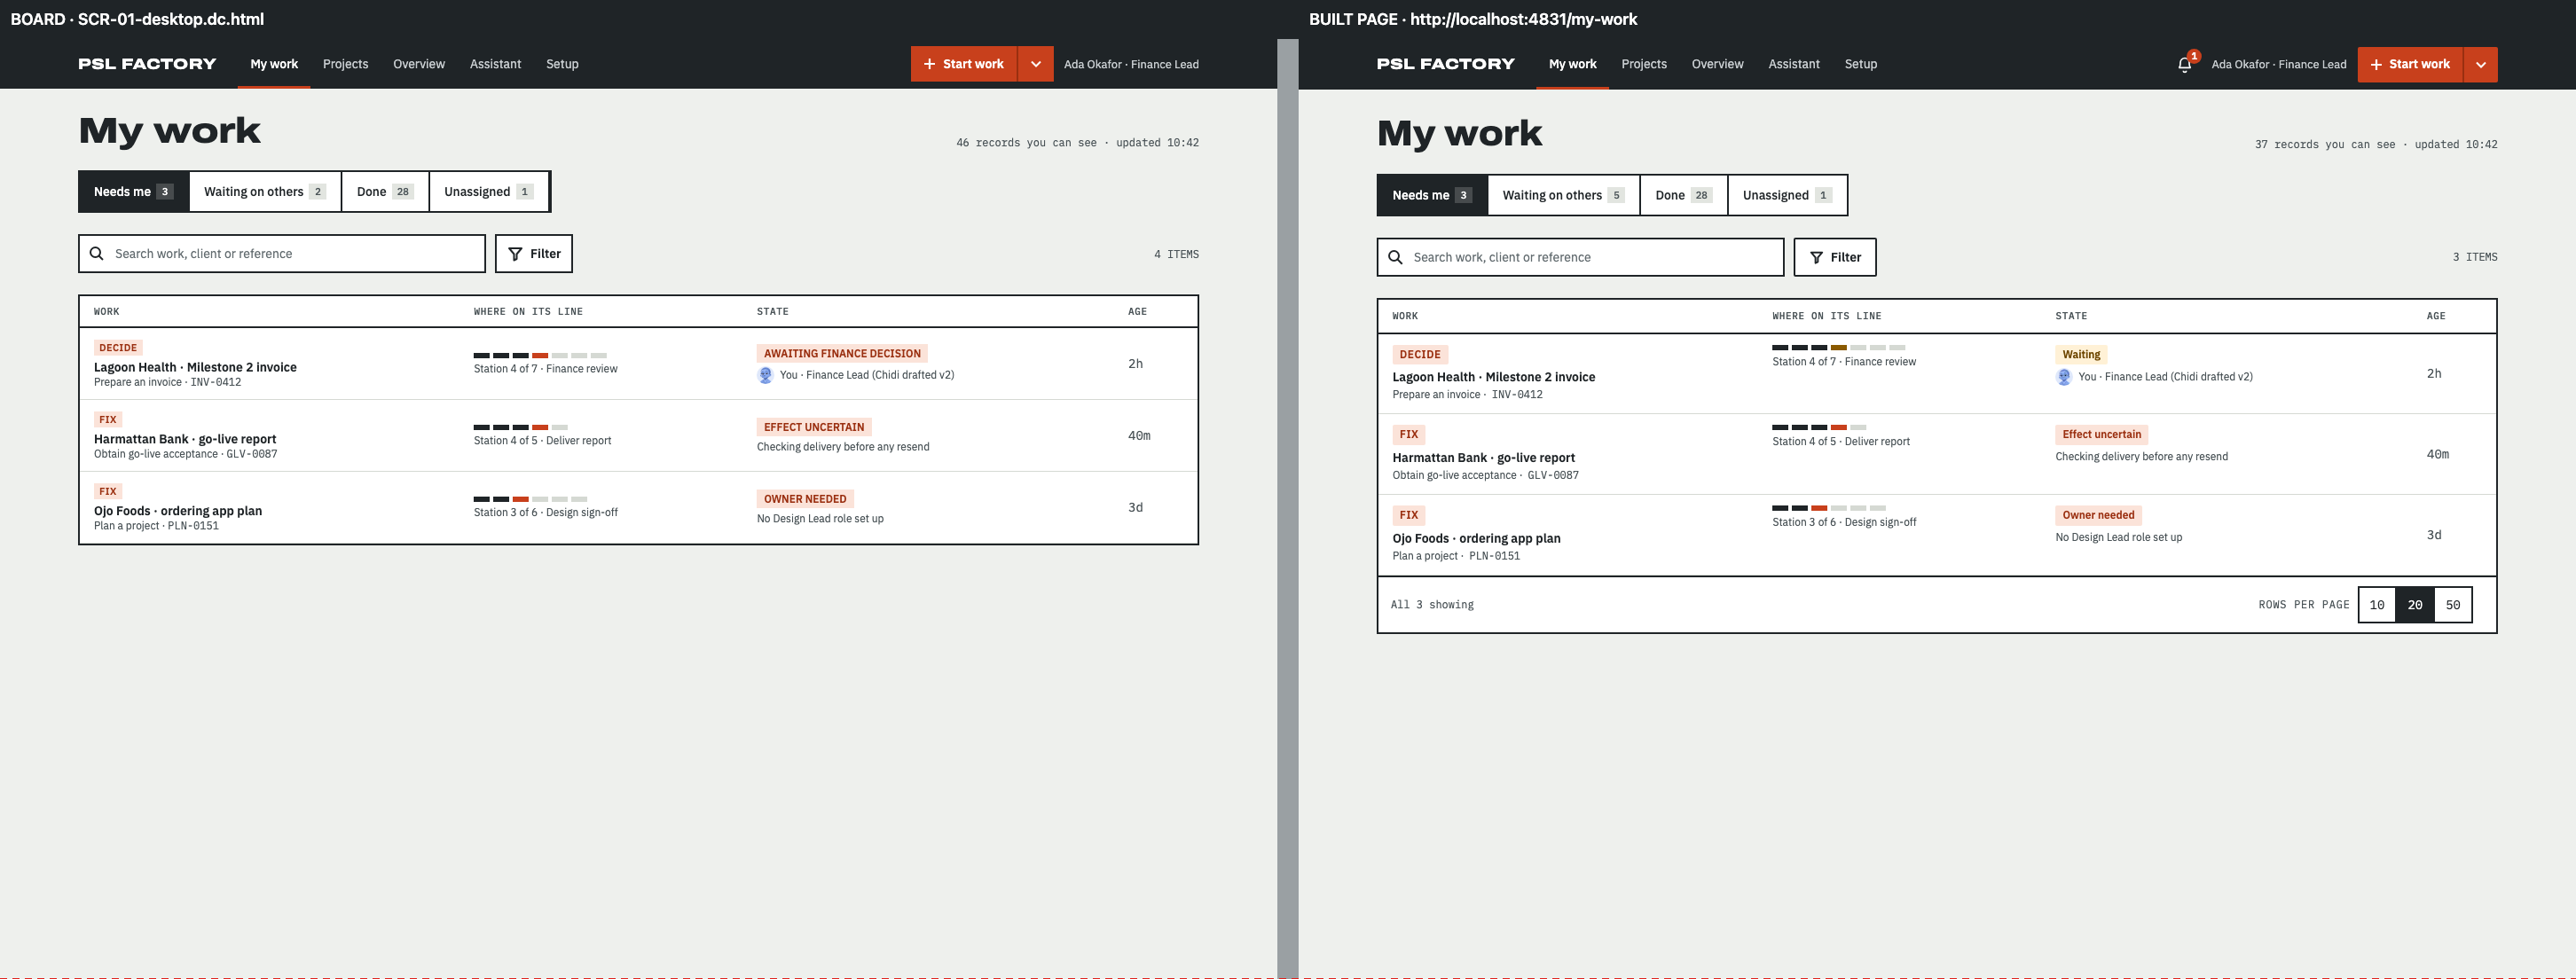 BOARD · SCR-01-desktop.dc.html
PSL FACTORY My work Projects Overview Assistant Setup + Start work Ada Okafor · Finance Lead
My work
46 records you can see · updated 10:42
Needs me 3 Waiting on others 2 Done 28 Unassigned 1
Search work, client or reference Filter 4 ITEMS
WORK WHERE ON ITS LINE STATE AGE
DECIDE
Lagoon Health · Milestone 2 invoice
Prepare an invoice · INV-0412
Station 4 of 7 · Finance review
AWAITING FINANCE DECISION
You · Finance Lead (Chidi drafted v2)
2h
FIX
Harmattan Bank · go-live report
Obtain go-live acceptance · GLV-0087
Station 4 of 5 · Deliver report
EFFECT UNCERTAIN
Checking delivery before any resend
40m
FIX
Ojo Foods · ordering app plan
Plan a project · PLN-0151
Station 3 of 6 · Design sign-off
OWNER NEEDED
No Design Lead role set up
3d
BUILT PAGE · http://localhost:4831/my-work
PSL FACTORY My work Projects Overview Assistant Setup 1 Ada Okafor · Finance Lead + Start work
My work
37 records you can see · updated 10:42
Needs me 3 Waiting on others 5 Done 28 Unassigned 1
Search work, client or reference Filter 3 ITEMS
WORK WHERE ON ITS LINE STATE AGE
DECIDE
Lagoon Health · Milestone 2 invoice
Prepare an invoice · INV-0412
Station 4 of 7 · Finance review
Waiting
You · Finance Lead (Chidi drafted v2)
2h
FIX
Harmattan Bank · go-live report
Obtain go-live acceptance · GLV-0087
Station 4 of 5 · Deliver report
Effect uncertain
Checking delivery before any resend
40m
FIX
Ojo Foods · ordering app plan
Plan a project · PLN-0151
Station 3 of 6 · Design sign-off
Owner needed
No Design Lead role set up
3d
All 3 showing ROWS PER PAGE 10 20 50